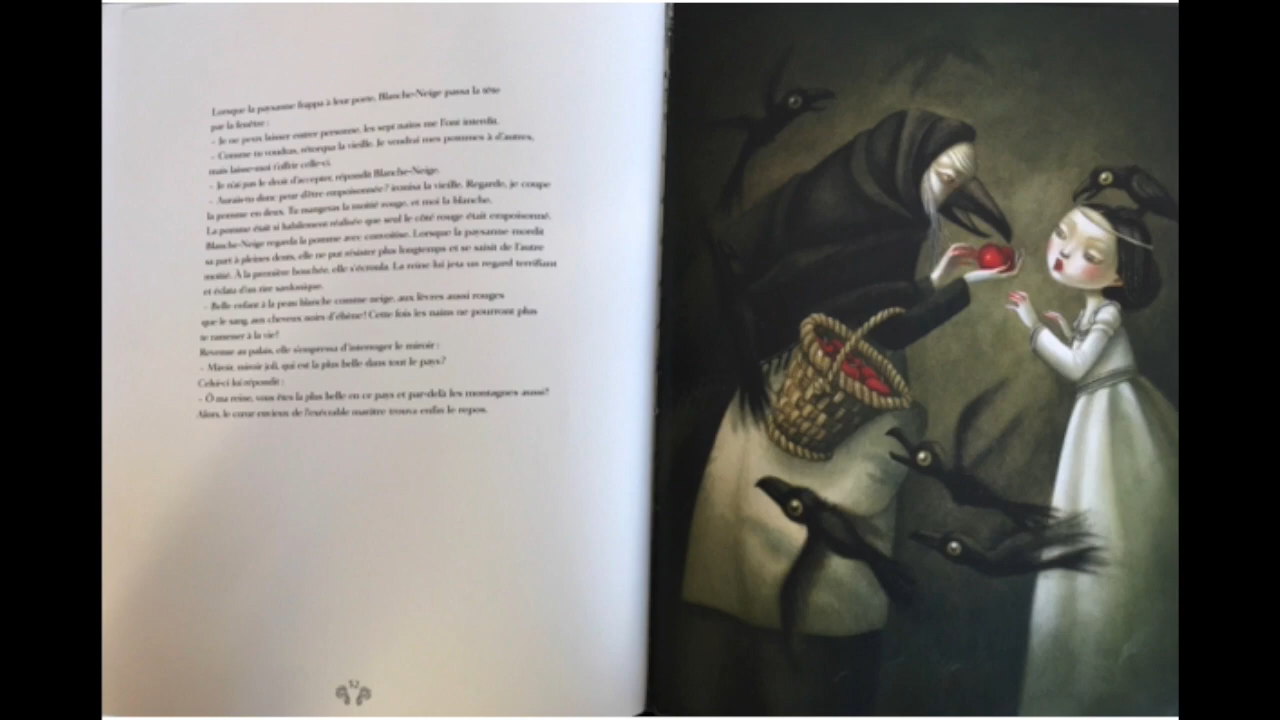 Lorsque la paysanne frappa à leur porte, Blanche-Neige passa la tête
par la fenêtre :
- Je ne peux laisser entrer personne, les sept nains me l'ont interdit.
- Comme tu voudras, rétorqua la vieille. Je vendrai mes pommes à d'autres,
mais laisse-moi t'offrir celle-ci.
- Je n'ai pas le droit d'accepter, répondit Blanche-Neige.
- Aurais-tu donc peur d'être empoisonnée ? ironisa la vieille. Regarde, je coupe
la pomme en deux. Tu mangeras la moitié rouge, et moi la blanche.
La pomme était si habilement réalisée que seul le côté rouge était empoisonné.
Blanche-Neige regarda la pomme avec convoitise. Lorsque la paysanne mordit
sa part à pleines dents, elle ne put résister plus longtemps et se saisit de l'autre
moitié. À la première bouchée, elle s'écroula. La reine lui jeta un regard terrifiant
et éclata d'un rire sardonique.
- Belle enfant à la peau blanche comme neige, aux lèvres aussi rouges
que le sang, aux cheveux noirs d'ébène ! Cette fois les nains ne pourront plus
te ramener à la vie !
Revenue au palais, elle s'empressa d'interroger le miroir :
- Miroir, miroir joli, qui est la plus belle dans tout le pays ?
Celui-ci lui répondit :
- Ô ma reine, vous êtes la plus belle en ce pays et par-delà les montagnes aussi !
Alors, le cœur envieux de l'exécrable marâtre trouva enfin le repos.